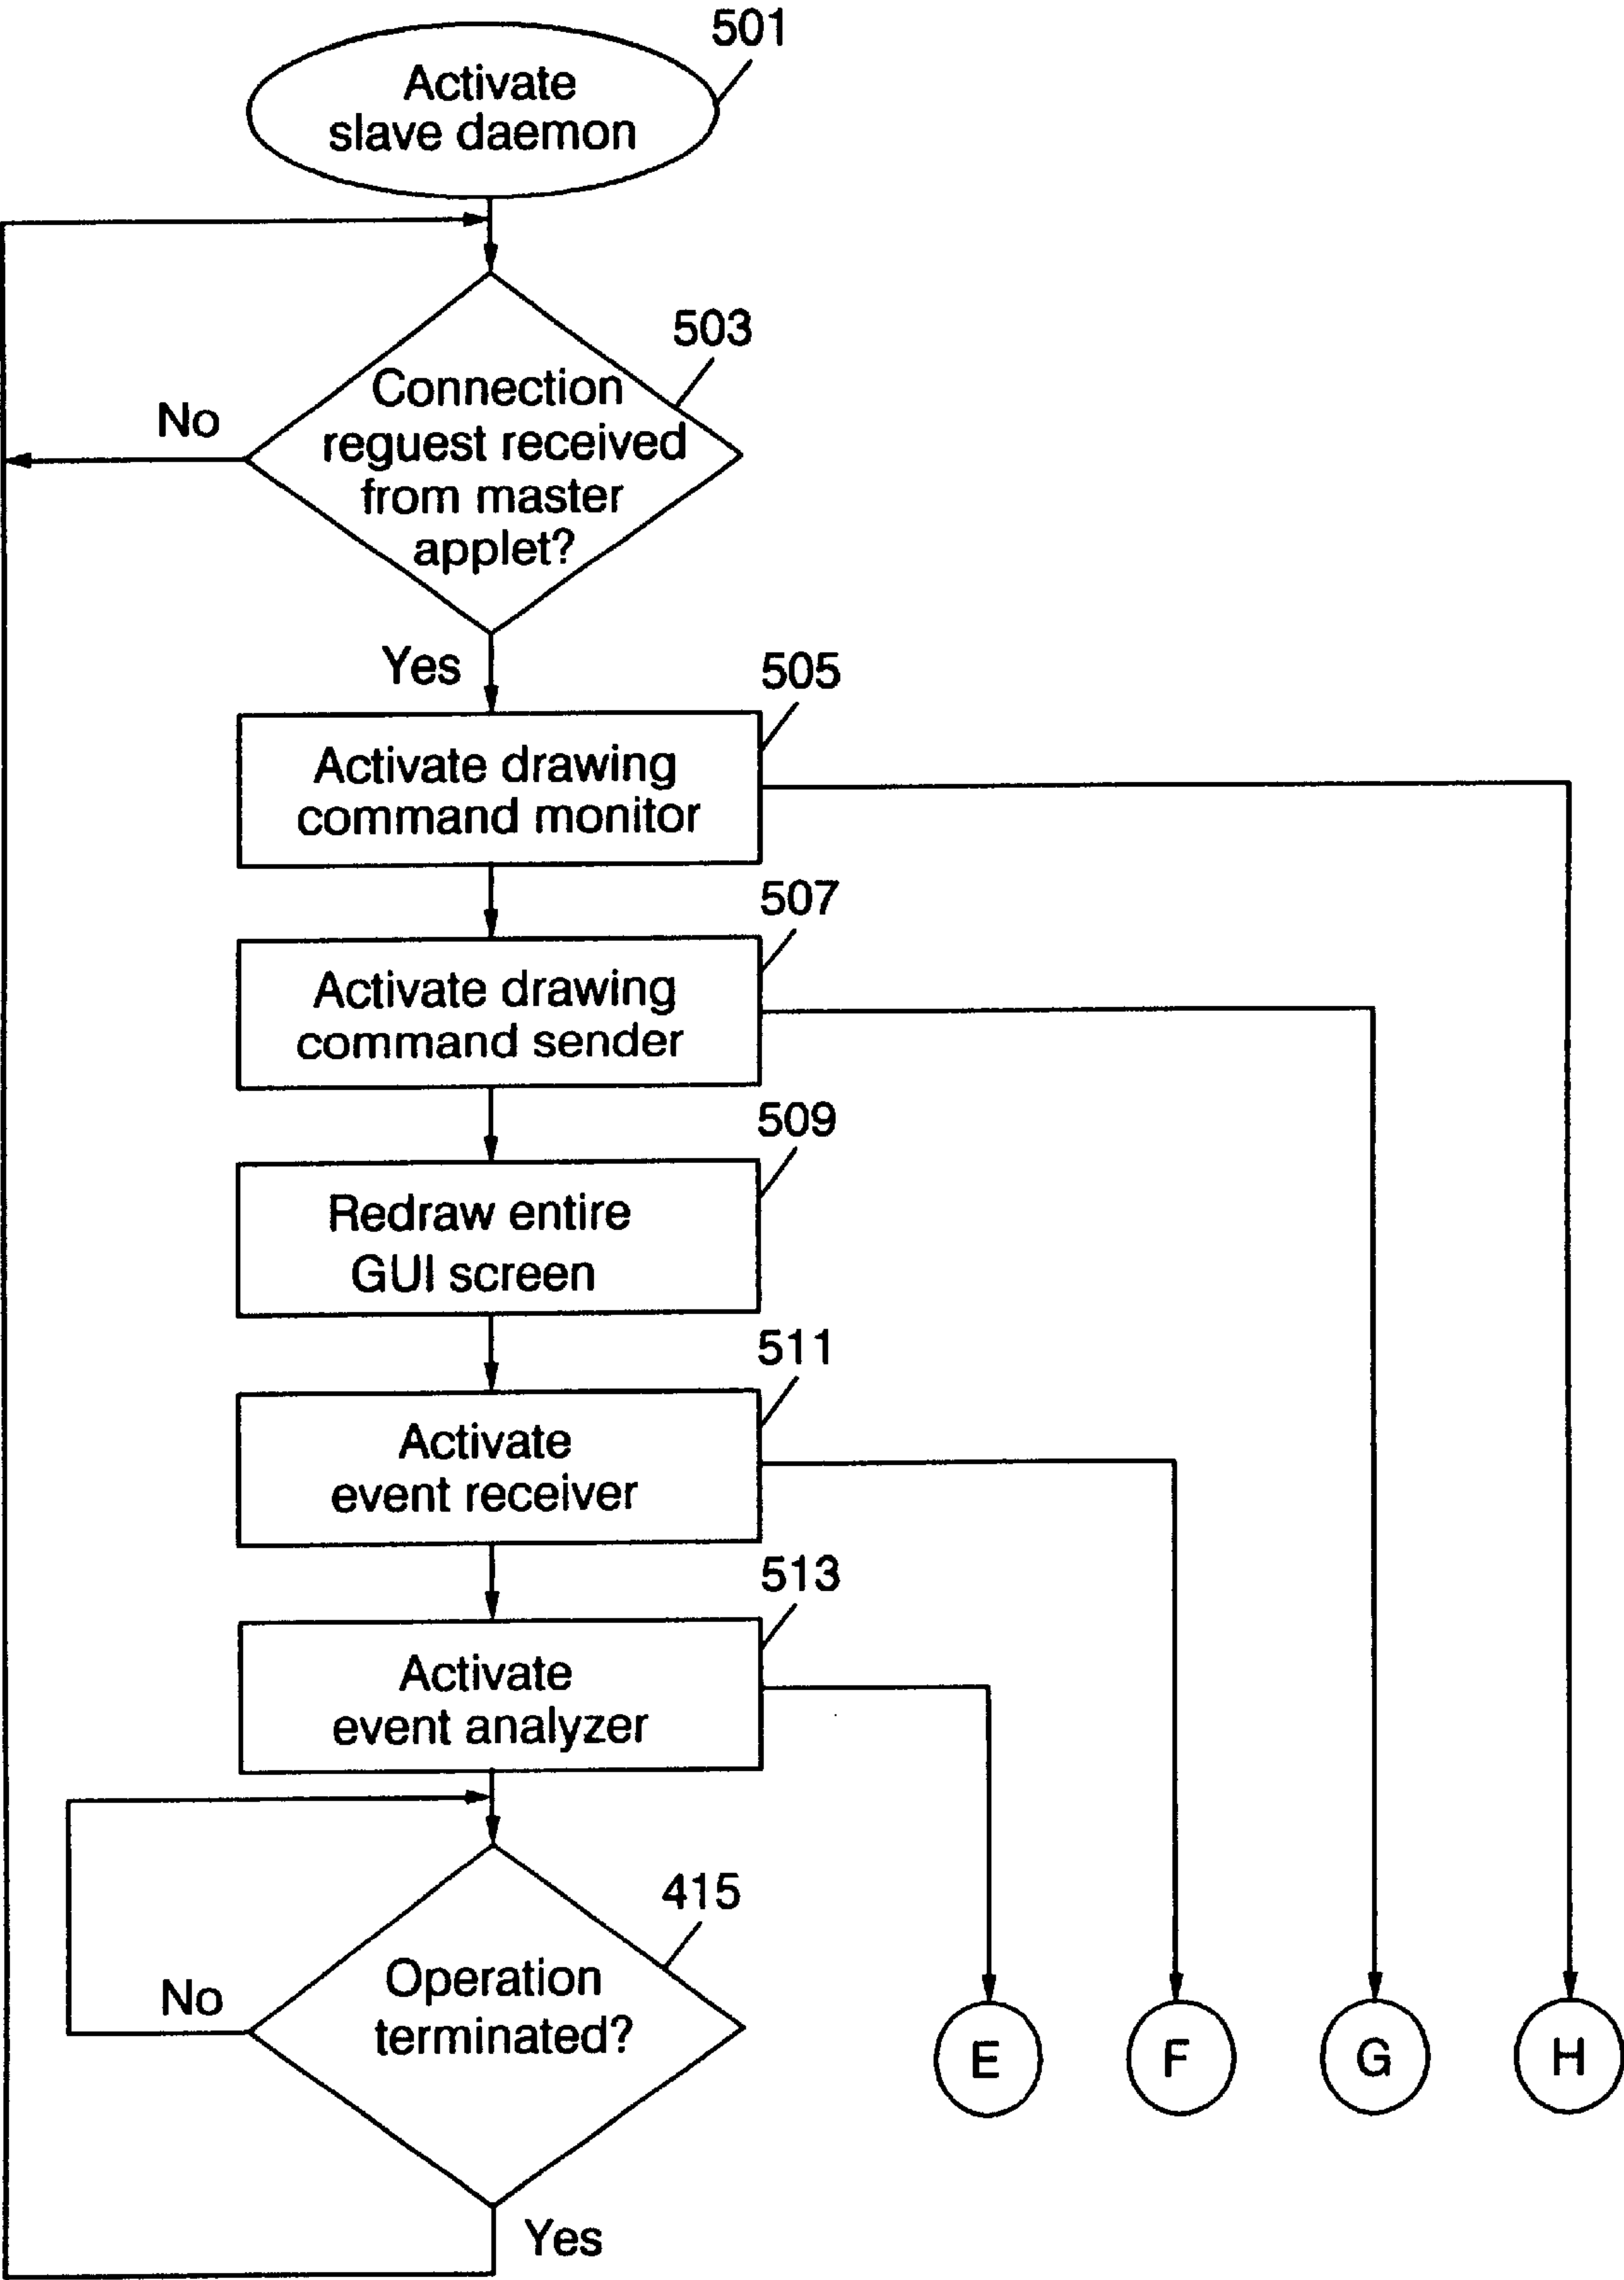 501
Activate
slave daemon
503
Connection
reguest received
from master
applet?
No
Yes
505
Activate drawing
command monitor
507
Activate drawing
command sender
509
Redraw entire
GUI screen
511
Activate
event receiver
513
Activate
event analyzer
415
Operation
terminated?
No
Yes
E
F
G
H